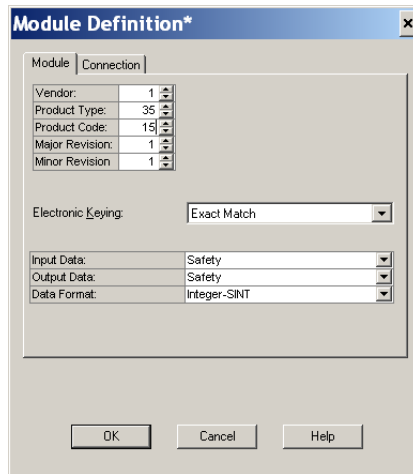 Module Definition*
Module Connection
Vendor: 1
Product Type: 35
Product Code: 15
Major Revision: 1
Minor Revision 1
Electronic Keying: Exact Match
Input Data: Safety
Output Data: Safety
Data Format: Integer-SINT
OK Cancel Help